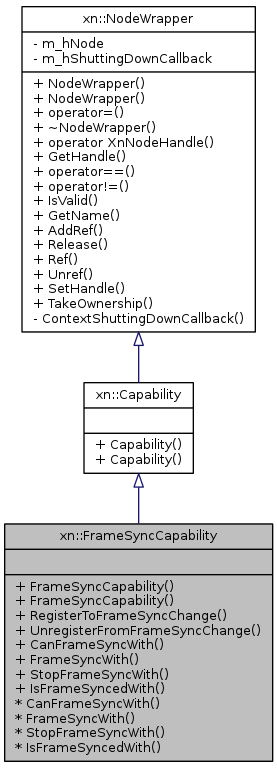 xn::NodeWrapper
- m_hNode
- m_hShuttingDownCallback
+ NodeWrapper()
+ NodeWrapper()
+ operator=()
+ ~NodeWrapper()
+ operator XnNodeHandle()
+ GetHandle()
+ operator==()
+ operator!=()
+ IsValid()
+ GetName()
+ AddRef()
+ Release()
+ Ref()
+ Unref()
+ SetHandle()
+ TakeOwnership()
- ContextShuttingDownCallback()
xn::Capability
+ Capability()
+ Capability()
xn::FrameSyncCapability
+ FrameSyncCapability()
+ FrameSyncCapability()
+ RegisterToFrameSyncChange()
+ UnregisterFromFrameSyncChange()
+ CanFrameSyncWith()
+ FrameSyncWith()
+ StopFrameSyncWith()
+ IsFrameSyncedWith()
* CanFrameSyncWith()
* FrameSyncWith()
* StopFrameSyncWith()
* IsFrameSyncedWith()